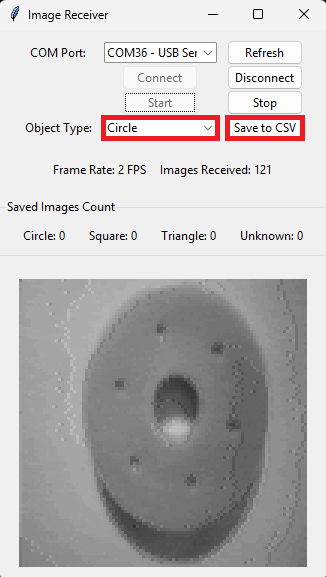 Image Receiver
COM Port: COM36 - USB Ser Refresh
Connect Disconnect
Start Stop
Object Type: Circle Save to CSV
Frame Rate: 2 FPS Images Received: 121
Saved Images Count
Circle: 0 Square: 0 Triangle: 0 Unknown: 0